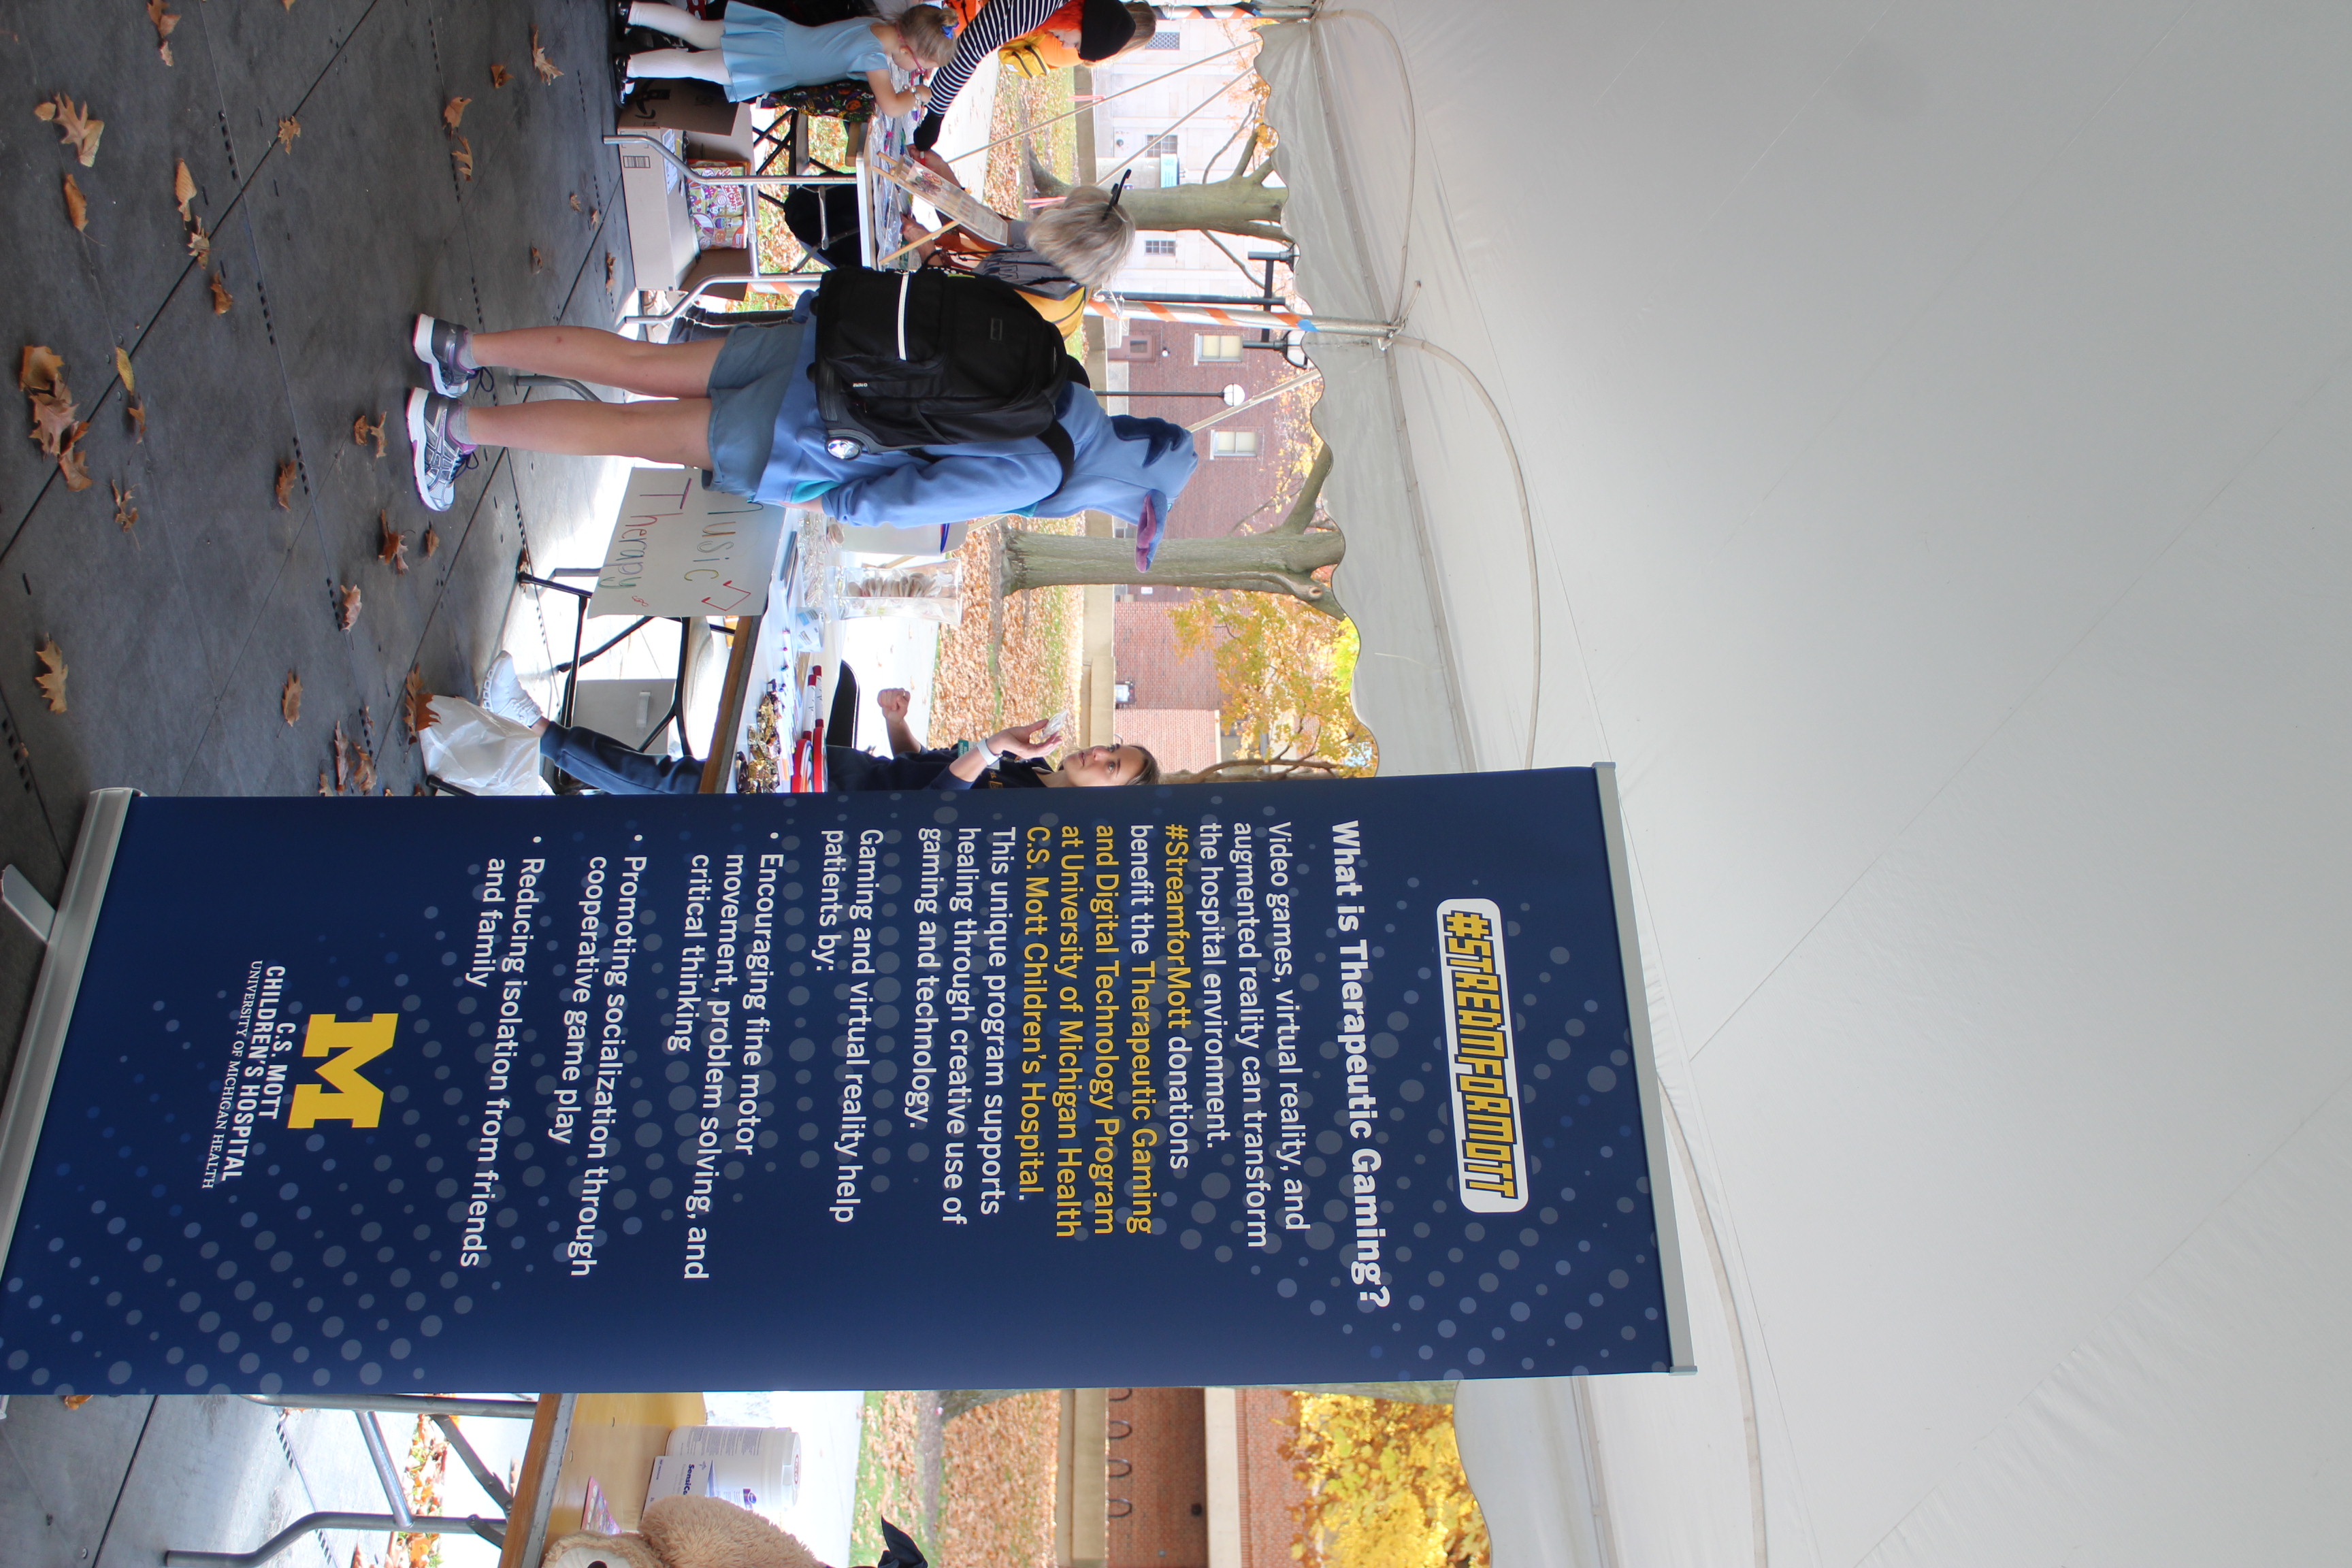 #STREAMFORMOTT
What is Therapeutic Gaming?
Video games, virtual reality, and
augmented reality can transform
the hospital environment.
#StreamforMott donations
benefit the Therapeutic Gaming
and Digital Technology Program
at University of Michigan Health
C.S. Mott Children's Hospital.
This unique program supports
healing through creative use of
gaming and technology.
Gaming and virtual reality help
patients by:
• Encouraging fine motor
movement, problem solving, and
critical thinking
• Promoting socialization through
cooperative game play
• Reducing isolation from friends
and family
M
C.S. MOTT
CHILDREN'S HOSPITAL
UNIVERSITY OF MICHIGAN HEALTH
Music
Therapy